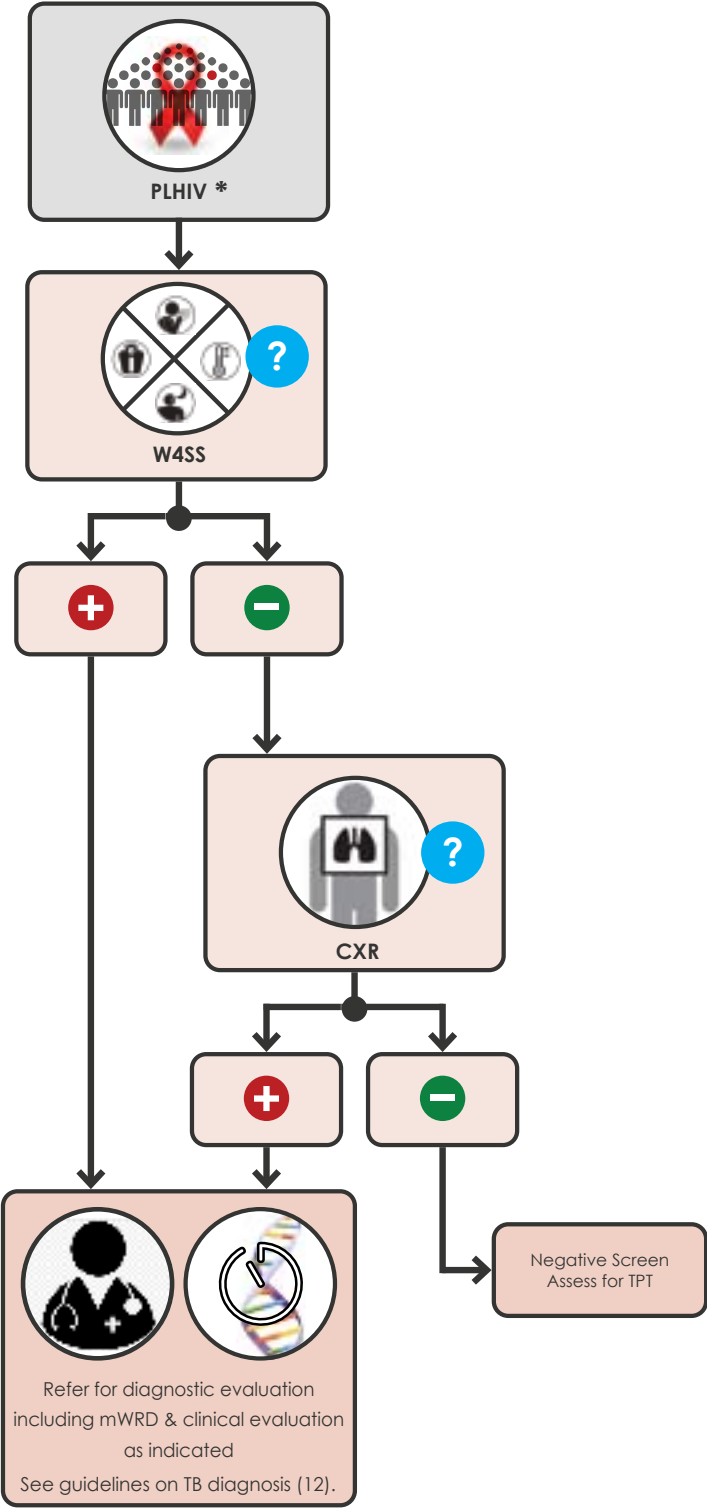 PLHIV *
?
W4SS
+
−
?
CXR
+
−
Negative Screen
Assess for TPT
Refer for diagnostic evaluation
including mWRD & clinical evaluation
as indicated
See guidelines on TB diagnosis (12).